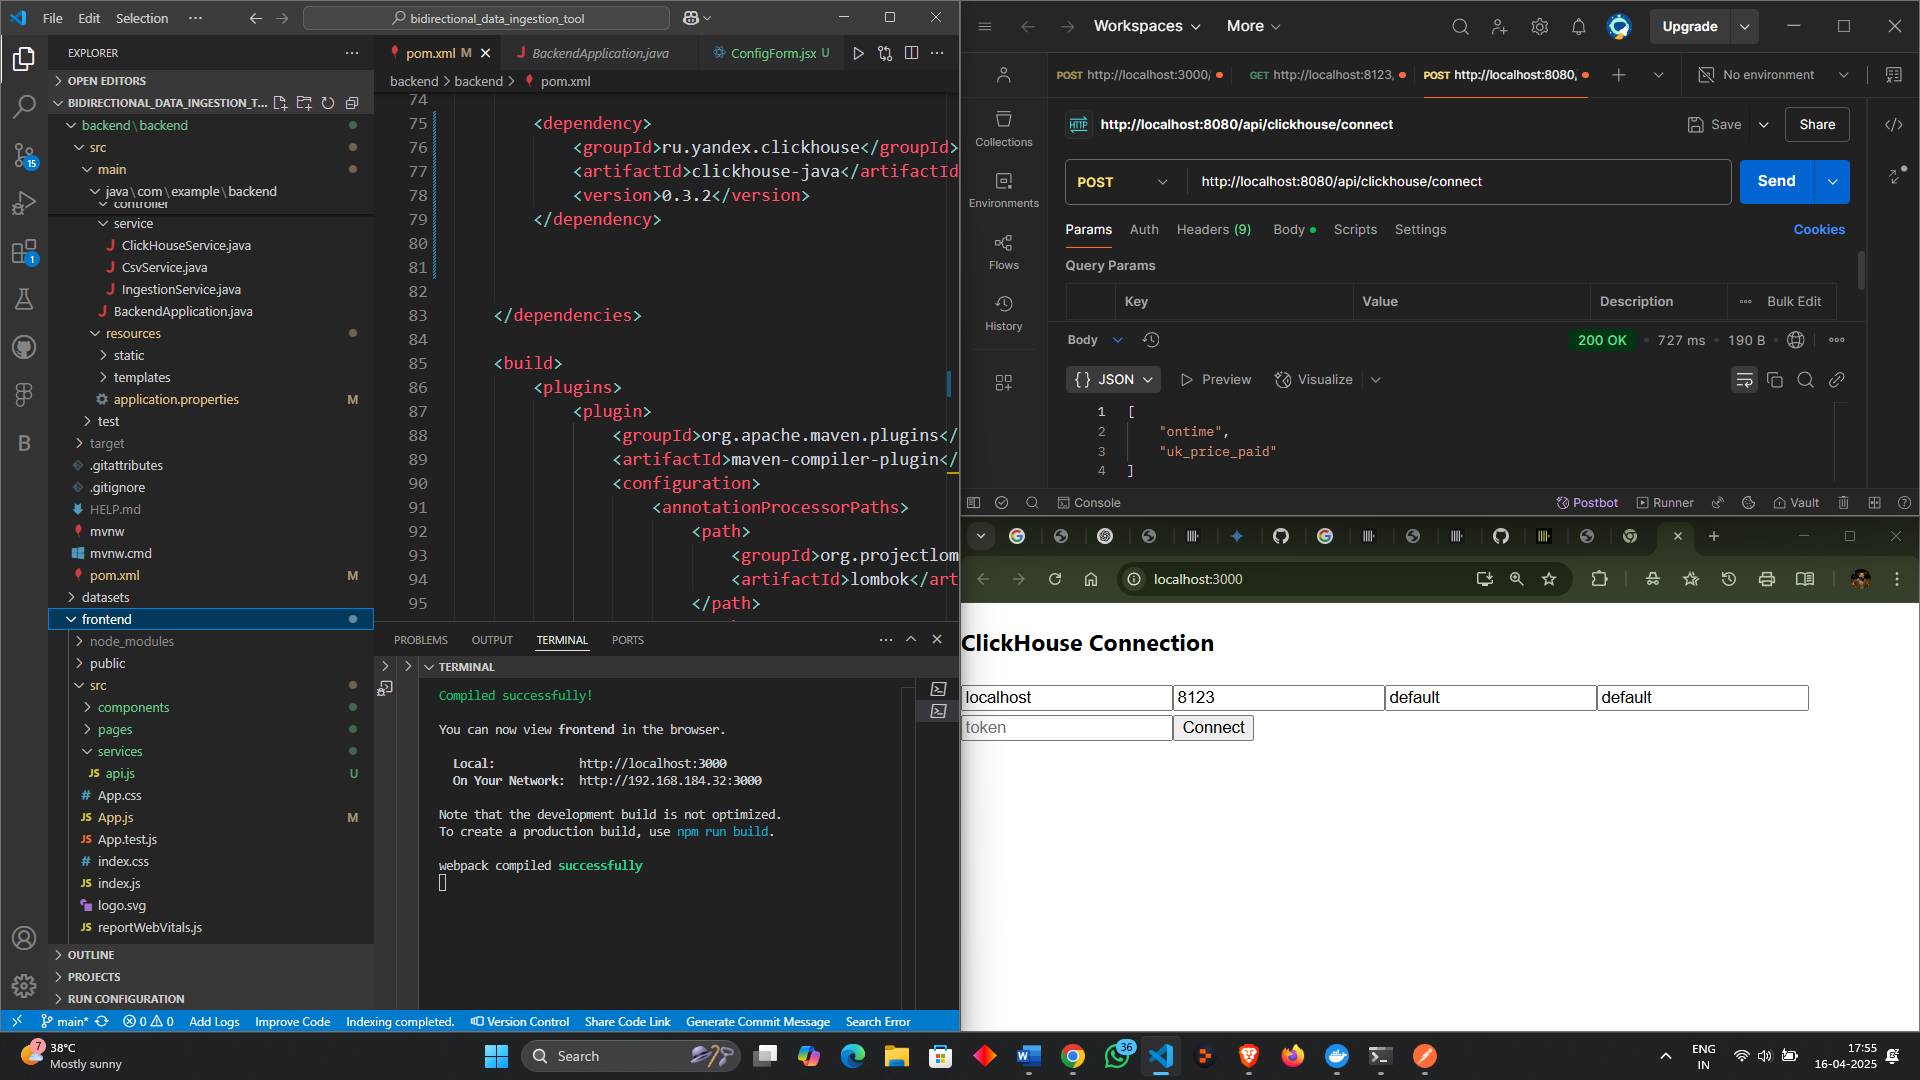 File Edit Selection ··· bidirectional_data_ingestion_tool
EXPLORER
OPEN EDITORS
BIDIRECTIONAL_DATA_INGESTION_T...
backend\backend
src
main
java\com\example\backend
controller
service
ClickHouseService.java
CsvService.java
IngestionService.java
BackendApplication.java
resources
static
templates
application.properties M
test
target
.gitattributes
.gitignore
HELP.md
mvnw
mvnw.cmd
pom.xml M
datasets
frontend
node_modules
public
src
components
pages
services
JS api.js U
# App.css
JS App.js M
JS App.test.js
# index.css
JS index.js
logo.svg
JS reportWebVitals.js
OUTLINE
PROJECTS
RUN CONFIGURATION
15
1
pom.xml M BackendApplication.java ConfigForm.jsx U
backend > backend > pom.xml
74
75 <dependency>
76 <groupId>ru.yandex.clickhouse</groupId>
77 <artifactId>clickhouse-java</artifactId
78 <version>0.3.2</version>
79 </dependency>
80
81
82
83 </dependencies>
84
85 <build>
86 <plugins>
87 <plugin>
88 <groupId>org.apache.maven.plugins</
89 <artifactId>maven-compiler-plugin</
90 <configuration>
91 <annotationProcessorPaths>
92 <path>
93 <groupId>org.projectlom
94 <artifactId>lombok</art
95 </path>
PROBLEMS OUTPUT TERMINAL PORTS
TERMINAL
Compiled successfully!
You can now view frontend in the browser.
Local: http://localhost:3000
On Your Network: http://192.168.184.32:3000
Note that the development build is not optimized.
To create a production build, use npm run build.
webpack compiled successfully
main* 0 0 Add Logs Improve Code Indexing completed. Version Control Share Code Link Generate Commit Message Search Error
Workspaces More Upgrade
POST http://localhost:3000/ GET http://localhost:8123, POST http://localhost:8080, No environment
HTTP http://localhost:8080/api/clickhouse/connect Save Share
POST http://localhost:8080/api/clickhouse/connect Send
Params Auth Headers (9) Body Scripts Settings Cookies
Query Params
Key Value Description Bulk Edit
Collections
Environments
Flows
History
Body 200 OK 727 ms 190 B
{} JSON Preview Visualize
1 [
2 "ontime",
3 "uk_price_paid"
4 ]
Console Postbot Runner Vault
localhost:3000
ClickHouse Connection
localhost 8123 default default
token Connect
7
38°C
Mostly sunny
Search
36
ENG
IN
17:55
16-04-2025